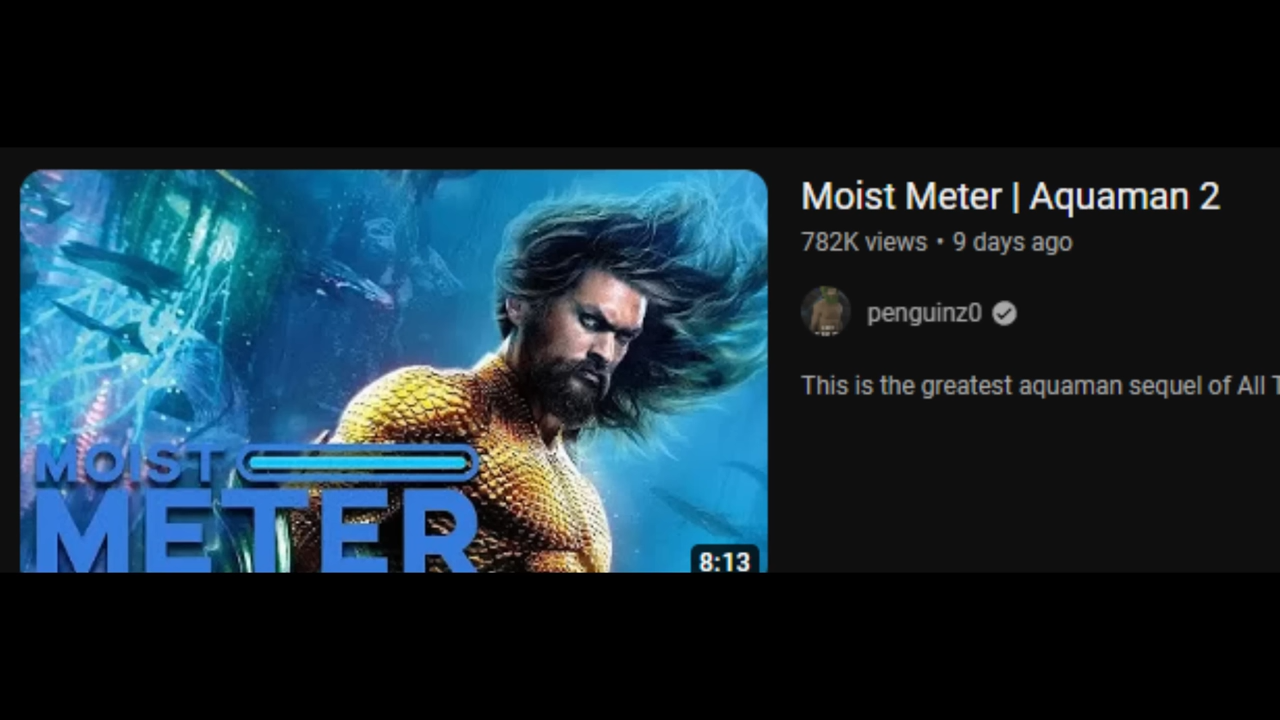 MOIST
METER
8:13
Moist Meter | Aquaman 2
782K views • 9 days ago
penguinz0
This is the greatest aquaman sequel of All